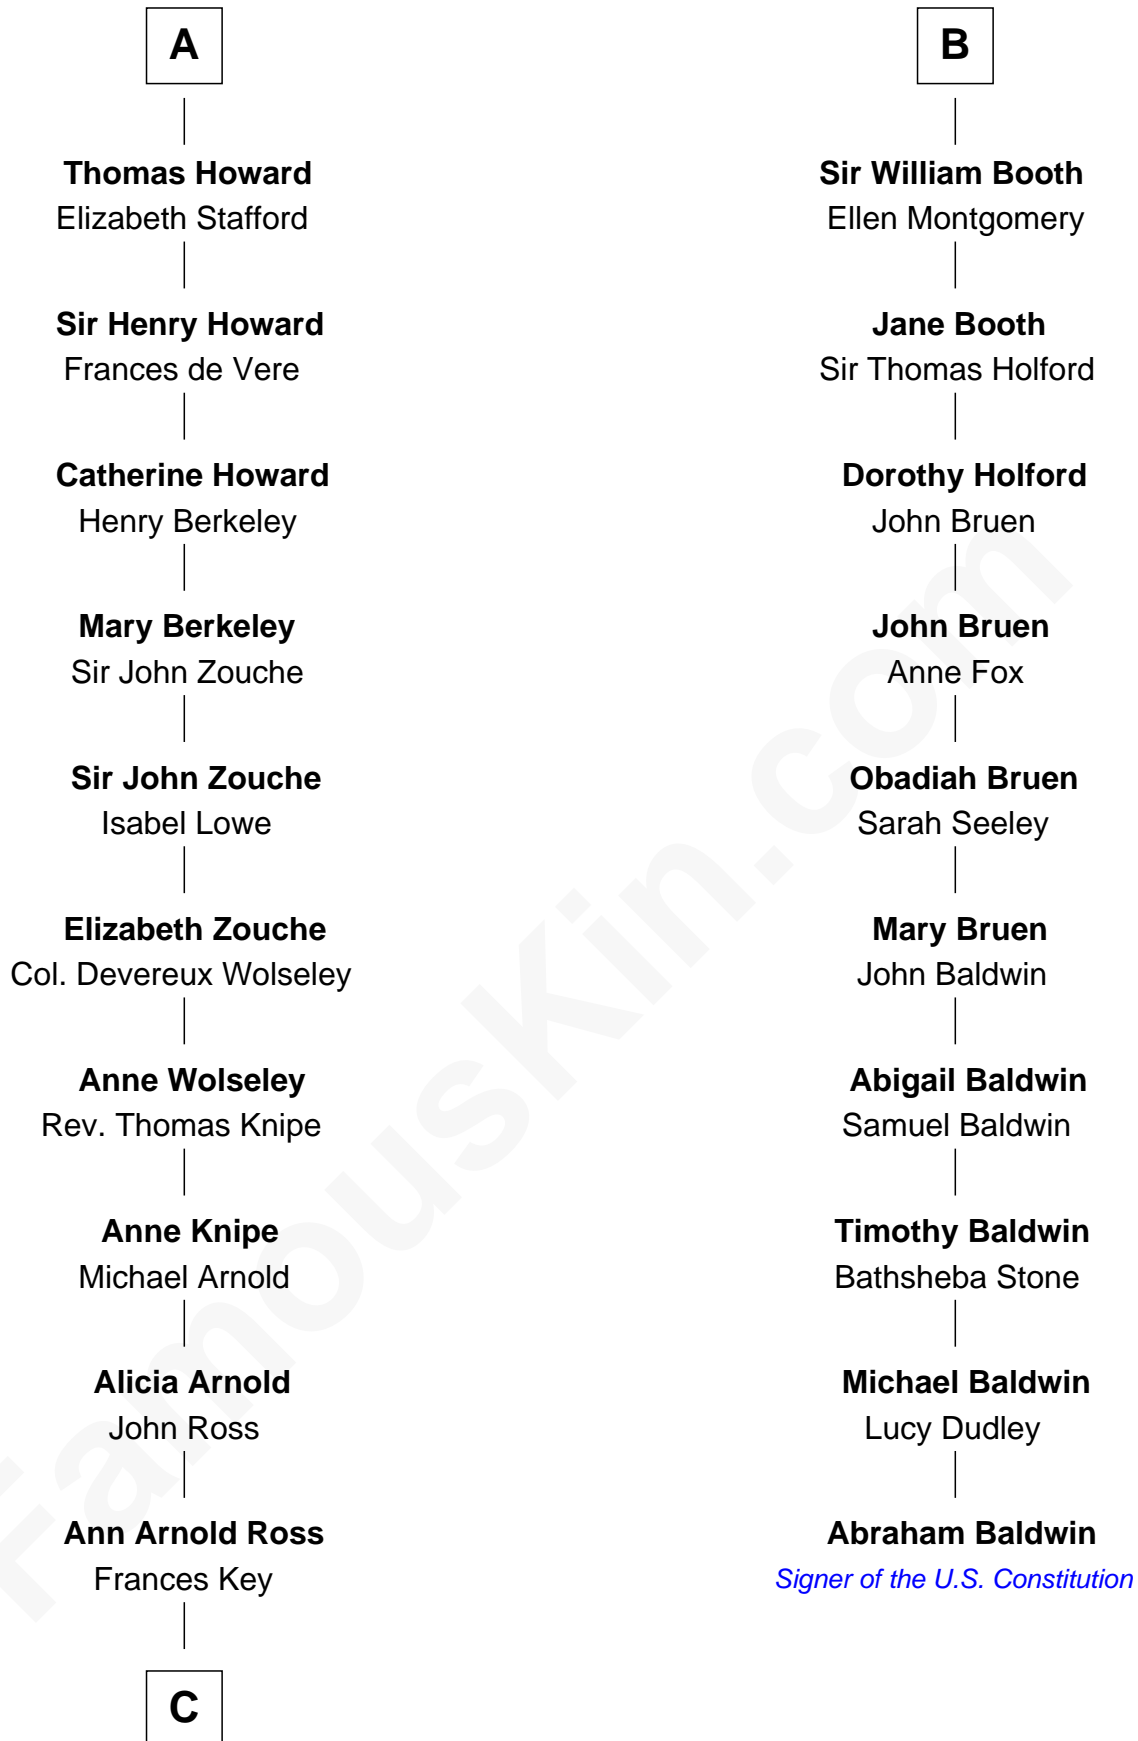 A
Thomas Howard
Elizabeth Stafford
Sir Henry Howard
Frances de Vere
Catherine Howard
Henry Berkeley
Mary Berkeley
Sir John Zouche
Sir John Zouche
Isabel Lowe
Elizabeth Zouche
Col. Devereux Wolseley
Anne Wolseley
Rev. Thomas Knipe
Anne Knipe
Michael Arnold
Alicia Arnold
John Ross
Ann Arnold Ross
Frances Key
C
B
Sir William Booth
Ellen Montgomery
Jane Booth
Sir Thomas Holford
Dorothy Holford
John Bruen
John Bruen
Anne Fox
Obadiah Bruen
Sarah Seeley
Mary Bruen
John Baldwin
Abigail Baldwin
Samuel Baldwin
Timothy Baldwin
Bathsheba Stone
Michael Baldwin
Lucy Dudley
Abraham Baldwin
Signer of the U.S. Constitution
FamousKin.com